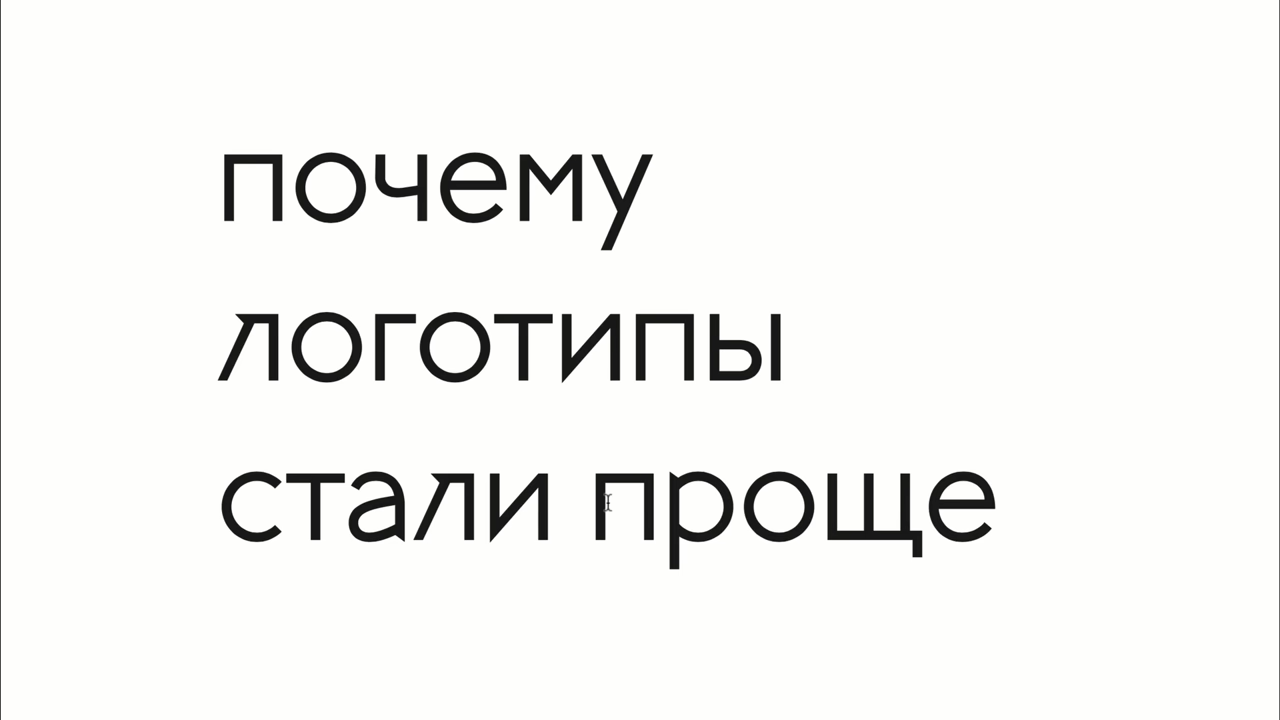 почему
логотипы
стали проще